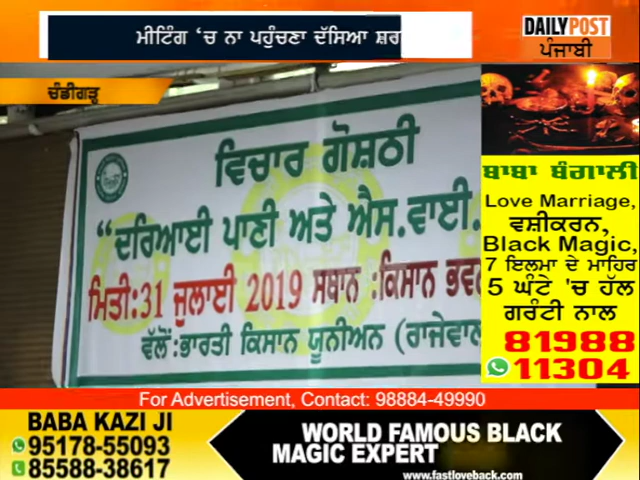 ਮੀਟਿੰਗ 'ਚ ਨਾ ਪਹੁੰਚਣਾ ਦੱਸਿਆ ਸ਼ਰ
DAILYPOST
ਪੰਜਾਬੀ
ਚੰਡੀਗੜ੍ਹ
ਵਿਚਾਰ ਗੋਸ਼ਠੀ
“ਦਰਿਆਈ ਪਾਣੀ ਅਤੇ ਐਸ.ਵਾਈ.
ਮਿਤੀ:31 ਜੁਲਾਈ 2019 ਸਥਾਨ :ਕਿਸਾਨ ਭਵ
ਵੱਲੋਂ:ਭਾਰਤੀ ਕਿਸਾਨ ਯੂਨੀਅਨ (ਰਾਜੇਵਾਲ
ਬਾਬਾ ਬੰਗਾਲੀ
Love Marriage,
ਵਸ਼ੀਕਰਨ,
Black Magic,
7 ਇਲਮਾ ਦੇ ਮਾਹਿਰ
5 ਘੰਟੇ 'ਚ ਹੱਲ
ਗਰੰਟੀ ਨਾਲ
81988
11304
For Advertisement, Contact: 98884-49990
BABA KAZI JI
95178-55093
85588-38617
WORLD FAMOUS BLACK
MAGIC EXPERT
www.fastloveback.com